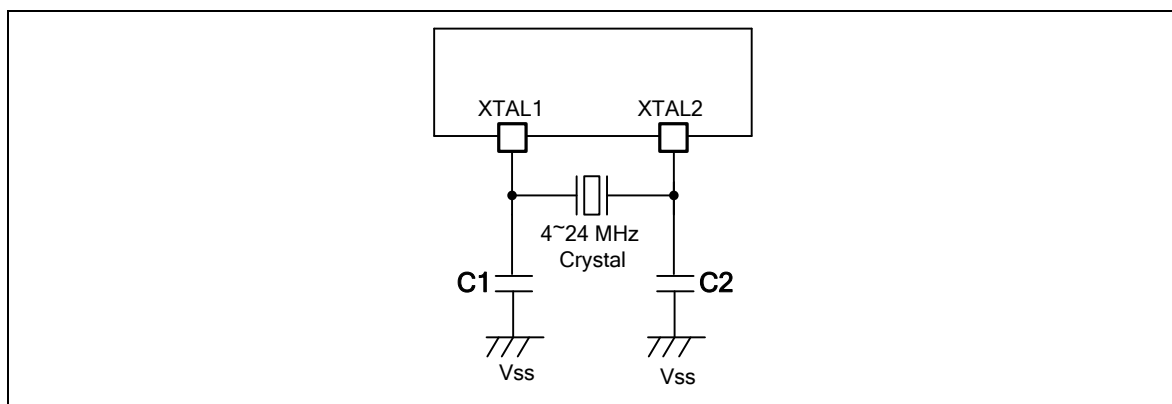 XTAL1 XTAL2
4~24 MHz
Crystal
C1 C2
Vss Vss